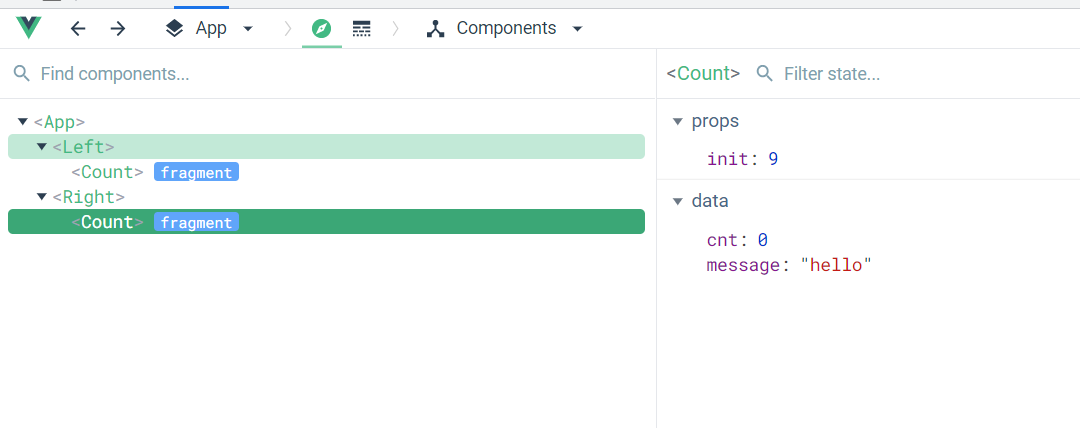 App Components
Find components...
<Count> Filter state...
<App>
<Left>
<Count> fragment
<Right>
<Count> fragment
props
init: 9
data
cnt: 0
message: "hello"